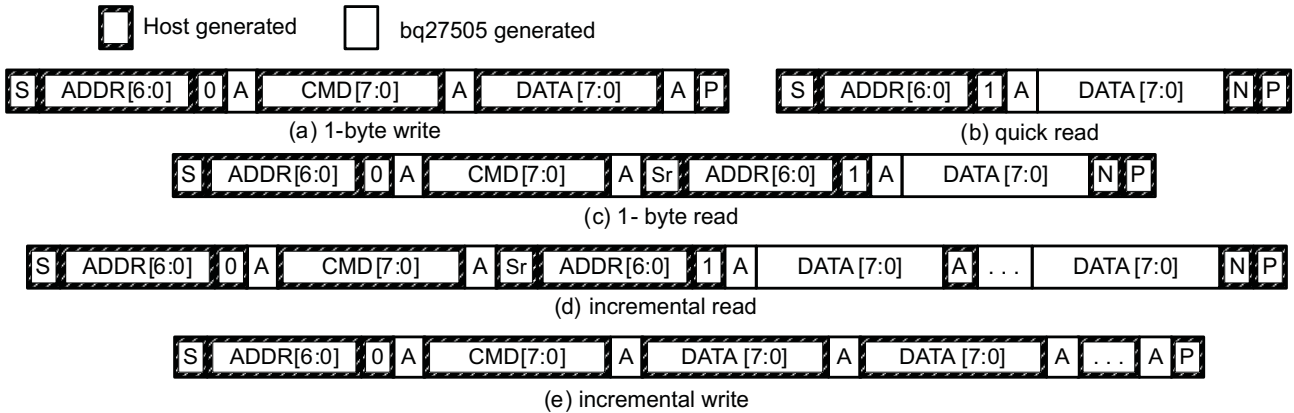 Host generated bq27505 generated
S ADDR[6:0] 0 A CMD[7:0] A DATA[7:0] A P S ADDR[6:0] 1 A DATA[7:0] N P
(a) 1-byte write (b) quick read
S ADDR[6:0] 0 A CMD[7:0] A Sr ADDR[6:0] 1 A DATA[7:0] N P
(c) 1- byte read
S ADDR[6:0] 0 A CMD[7:0] A Sr ADDR[6:0] 1 A DATA[7:0] A . . . DATA[7:0] N P
(d) incremental read
S ADDR[6:0] 0 A CMD[7:0] A DATA[7:0] A DATA[7:0] A . . . A P
(e) incremental write